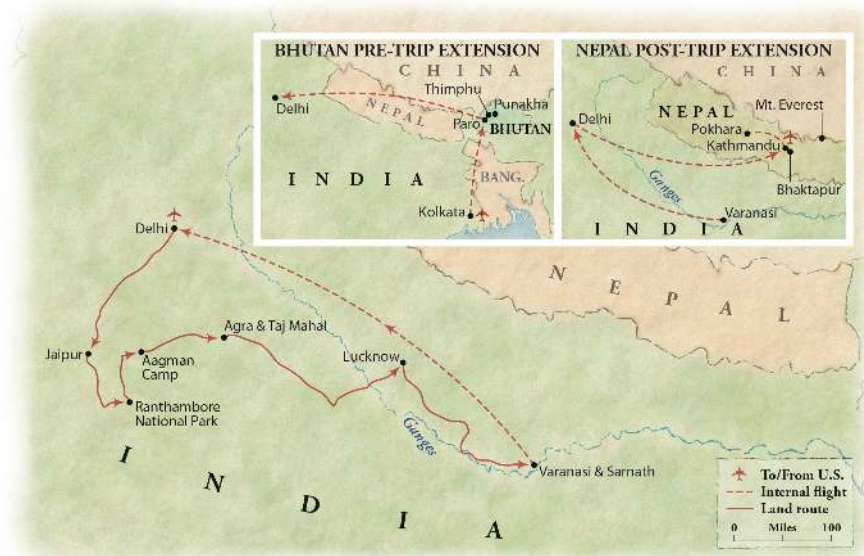 BHUTAN PRE-TRIP EXTENSION
CHINA
Thimphu
Punakha
Delhi
NEPAL
Paro
BHUTAN
INDIA
BANG.
Kolkata
NEPAL POST-TRIP EXTENSION
CHINA
NEPAL
Mt. Everest
Delhi
Pokhara
Kathmandu
Ganges
Bhaktapur
Varanasi
INDIA
Delhi
NEPAL
Agra & Taj Mahal
Jaipur
Aagman
Camp
Lucknow
Ranthambore
National Park
Ganges
Varanasi & Sarnath
INDIA
To/From U.S.
Internal flight
Land route
0 Miles 100